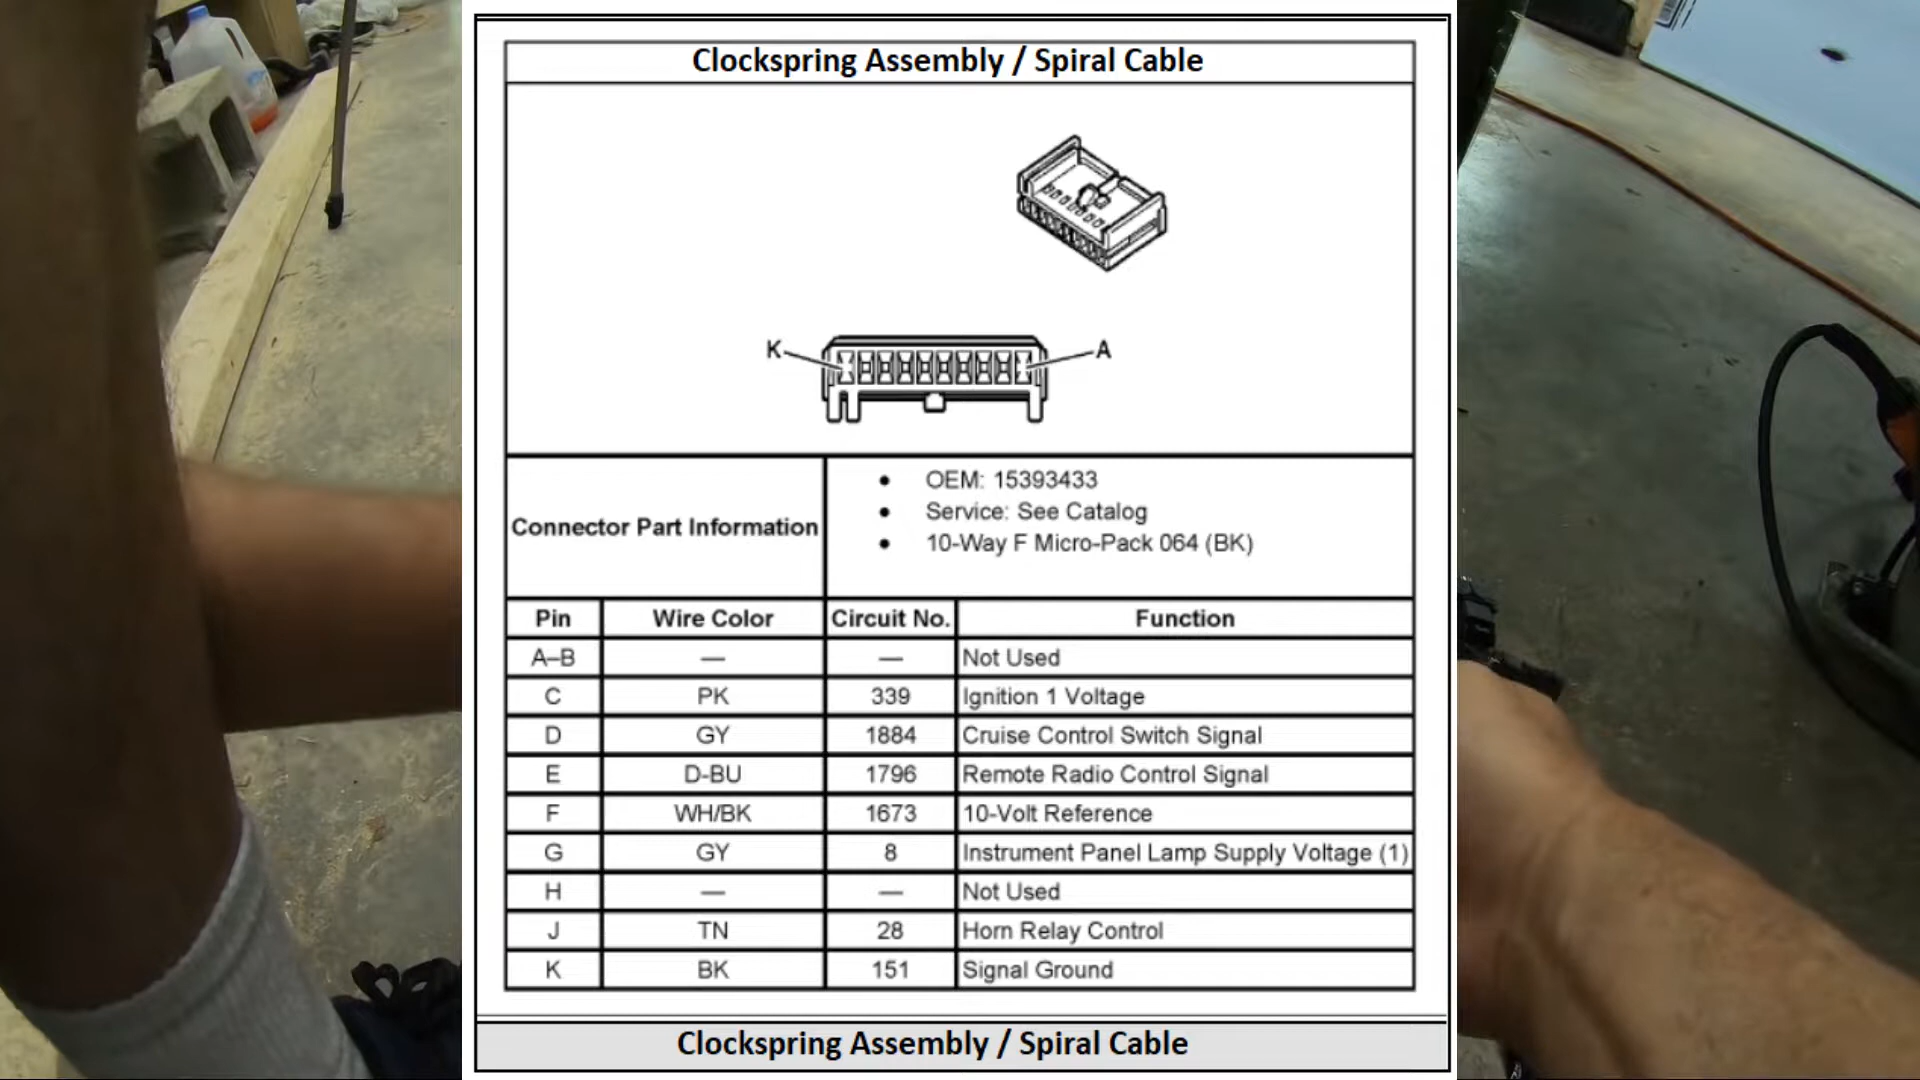 Clockspring Assembly / Spiral Cable
K
A
Connector Part Information
• OEM: 15393433
• Service: See Catalog
• 10-Way F Micro-Pack 064 (BK)
Pin Wire Color Circuit No. Function
A–B — — Not Used
C PK 339 Ignition 1 Voltage
D GY 1884 Cruise Control Switch Signal
E D-BU 1796 Remote Radio Control Signal
F WH/BK 1673 10-Volt Reference
G GY 8 Instrument Panel Lamp Supply Voltage (1)
H — — Not Used
J TN 28 Horn Relay Control
K BK 151 Signal Ground
Clockspring Assembly / Spiral Cable